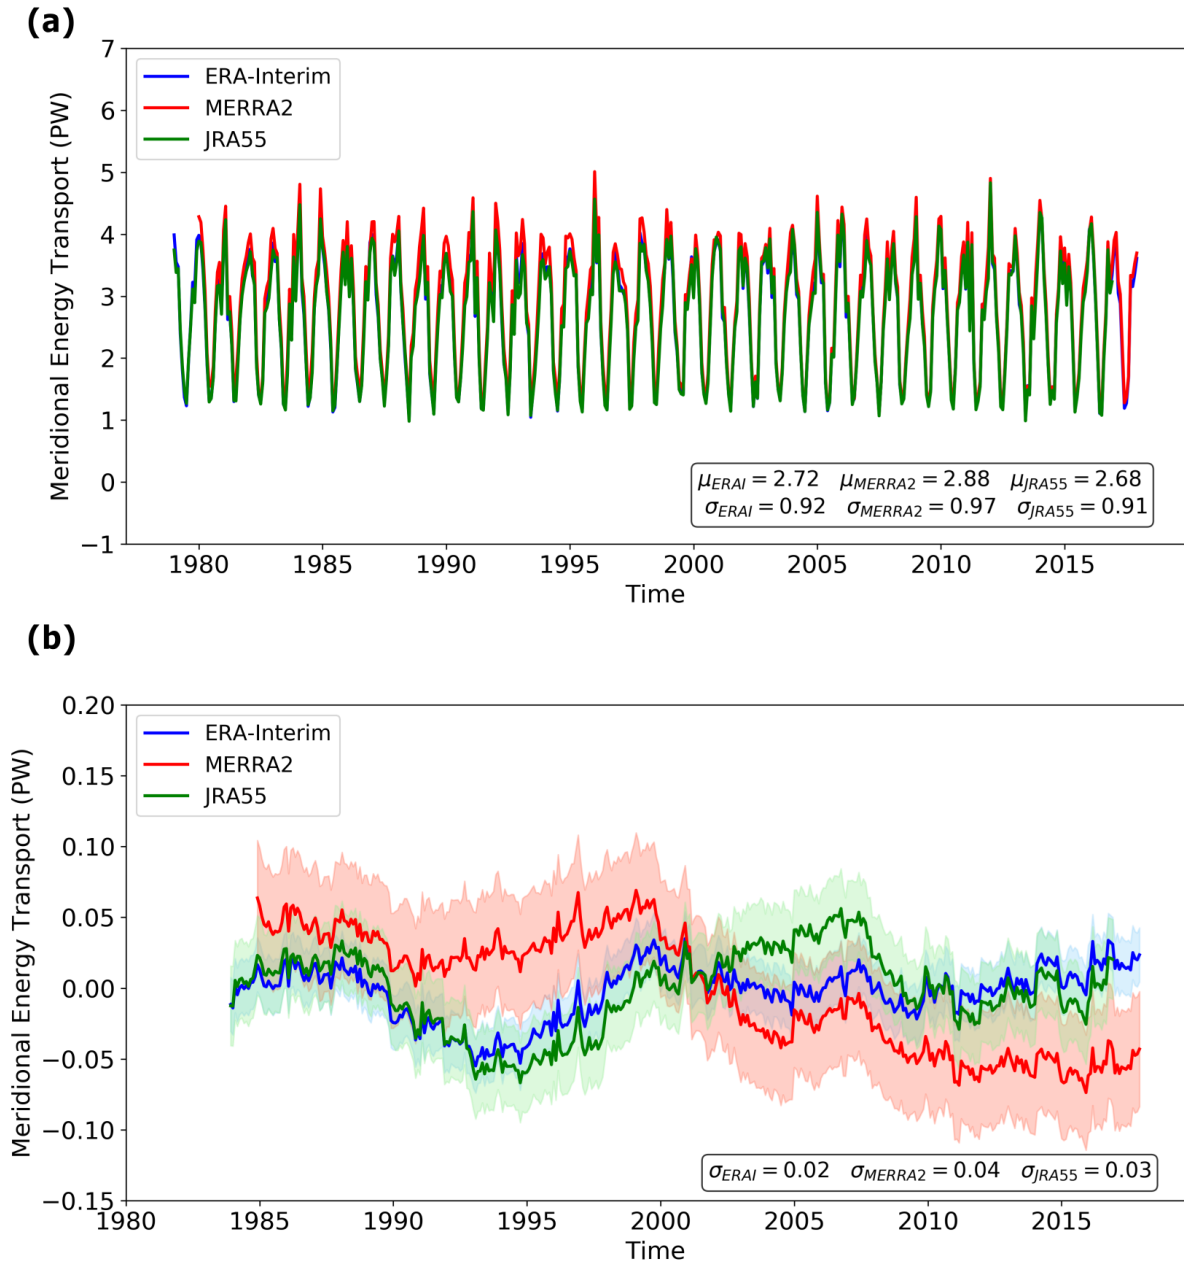 (a)
7
6
5
4
3
2
1
0
−1
Meridional Energy Transport (PW)
ERA-Interim
MERRA2
JRA55
μERAI = 2.72 μMERRA2 = 2.88 μJRA55 = 2.68
σERAI = 0.92 σMERRA2 = 0.97 σJRA55 = 0.91
1980 1985 1990 1995 2000 2005 2010 2015
Time
(b)
0.20
0.15
0.10
0.05
0.00
−0.05
−0.10
−0.15
Meridional Energy Transport (PW)
ERA-Interim
MERRA2
JRA55
σERAI = 0.02 σMERRA2 = 0.04 σJRA55 = 0.03
1980 1985 1990 1995 2000 2005 2010 2015
Time